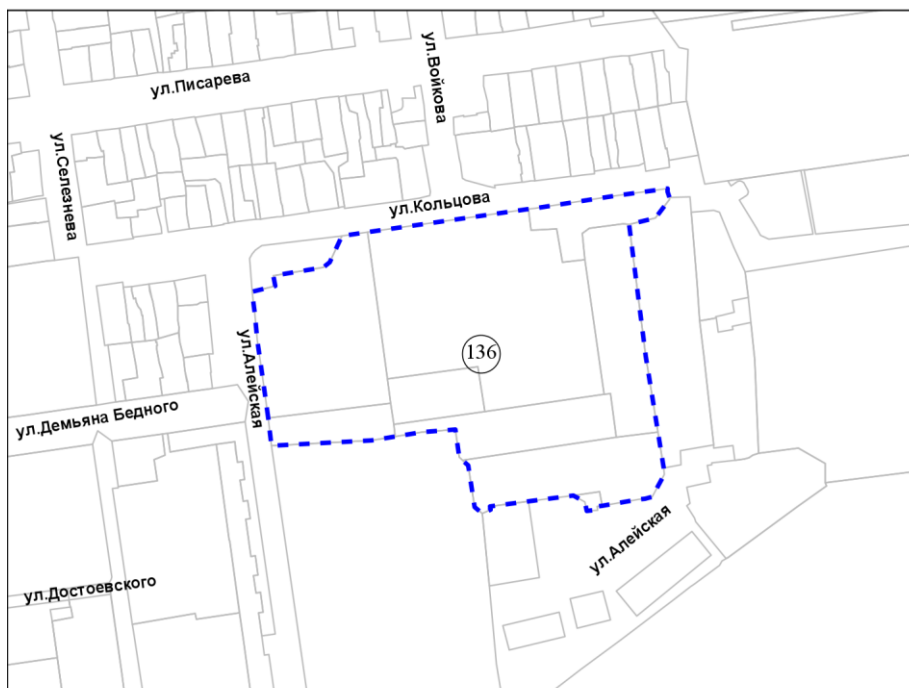 ул.Писарева
ул.Войкова
ул.Селезнева
ул.Кольцова
ул.Алейская
136
ул.Демьяна Бедного
ул.Алейская
ул.Достоевского